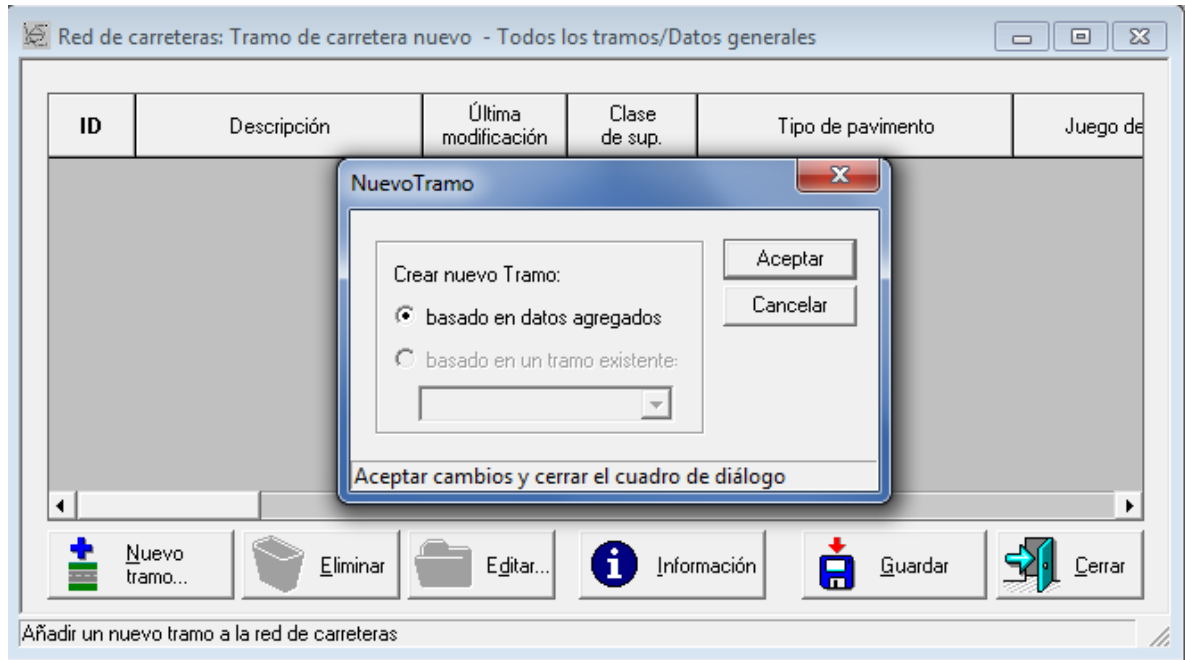 Red de carreteras: Tramo de carretera nuevo - Todos los tramos/Datos generales
ID
Descripción
Última
modificación
Clase
de sup.
Tipo de pavimento
Juego de
NuevoTramo
Crear nuevo Tramo:
basado en datos agregados
basado en un tramo existente:
Aceptar
Cancelar
Aceptar cambios y cerrar el cuadro de diálogo
Nuevo
tramo...
Eliminar
Editar...
Información
Guardar
Cerrar
Añadir un nuevo tramo a la red de carreteras